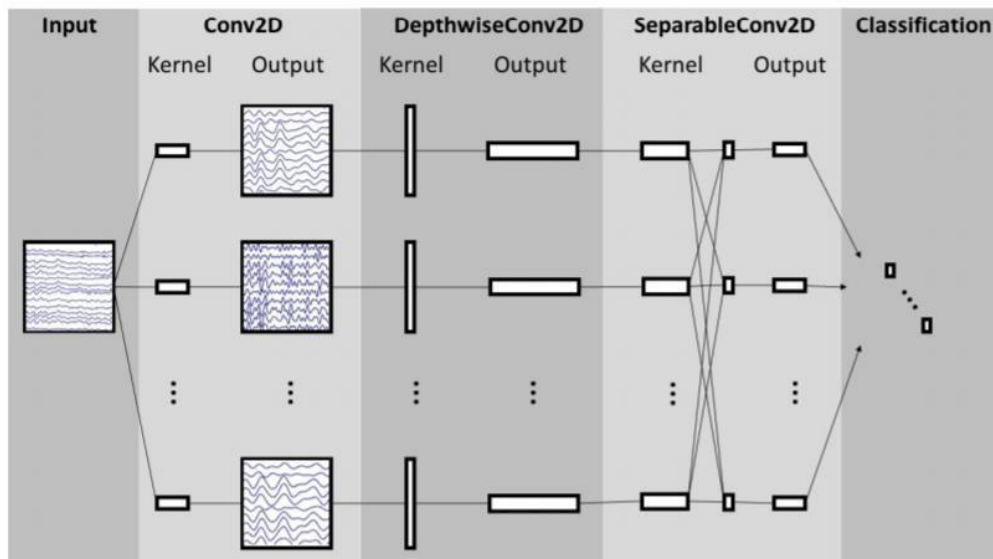 Input Conv2D DepthwiseConv2D SeparableConv2D Classification
Kernel Output Kernel Output Kernel Output